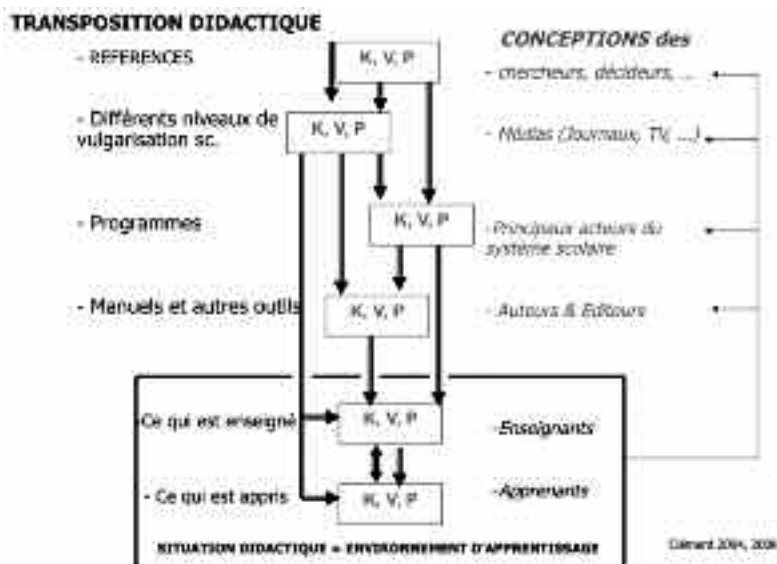 TRANSPOSITION DIDACTIQUE
CONCEPTIONS des
- REFERENCES
K, V, P
- chercheurs, décideurs, ...
- Différents niveaux de
vulgarisation sc.
K, V, P
- Médias (Journaux, TV, ...)
- Programmes
K, V, P
-Principaux acteurs du
système scolaire
- Manuels et autres outils
K, V, P
- Auteurs & Editeurs
-Ce qui est enseigné
K, V, P
-Enseignants
- Ce qui est appris
K, V, P
-Apprenants
SITUATION DIDACTIQUE = ENVIRONNEMENT D'APPRENTISSAGE
Clément 2004,